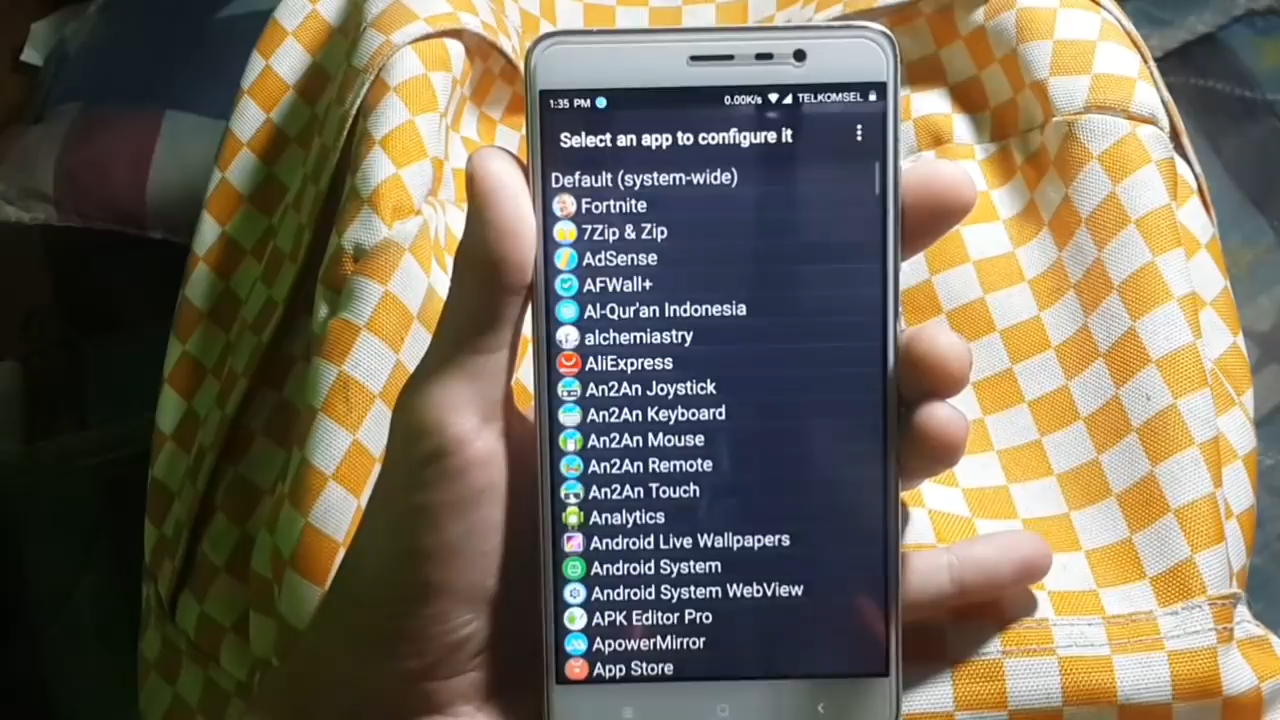 1:35 PM 0.00K/s TELKOMSEL
Select an app to configure it
Default (system-wide)
Fortnite
7Zip & Zip
AdSense
AFWall+
Al-Qur'an Indonesia
alchemiastry
AliExpress
An2An Joystick
An2An Keyboard
An2An Mouse
An2An Remote
An2An Touch
Analytics
Android Live Wallpapers
Android System
Android System WebView
APK Editor Pro
ApowerMirror
App Store